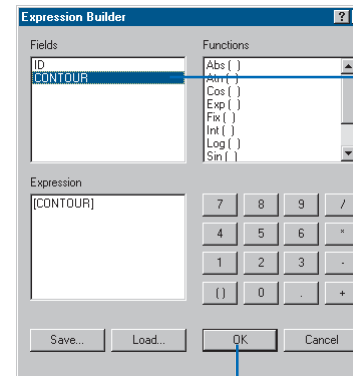 Expression Builder
?
Fields
Functions
ID
CONTOUR
Abs ( )
Atn ( )
Cos ( )
Exp ( )
Fix ( )
Int ( )
Log ( )
Sin ( )
Expression
[CONTOUR]
7 8 9 /
4 5 6 *
1 2 3 -
( ) 0 . +
Save... Load... OK Cancel